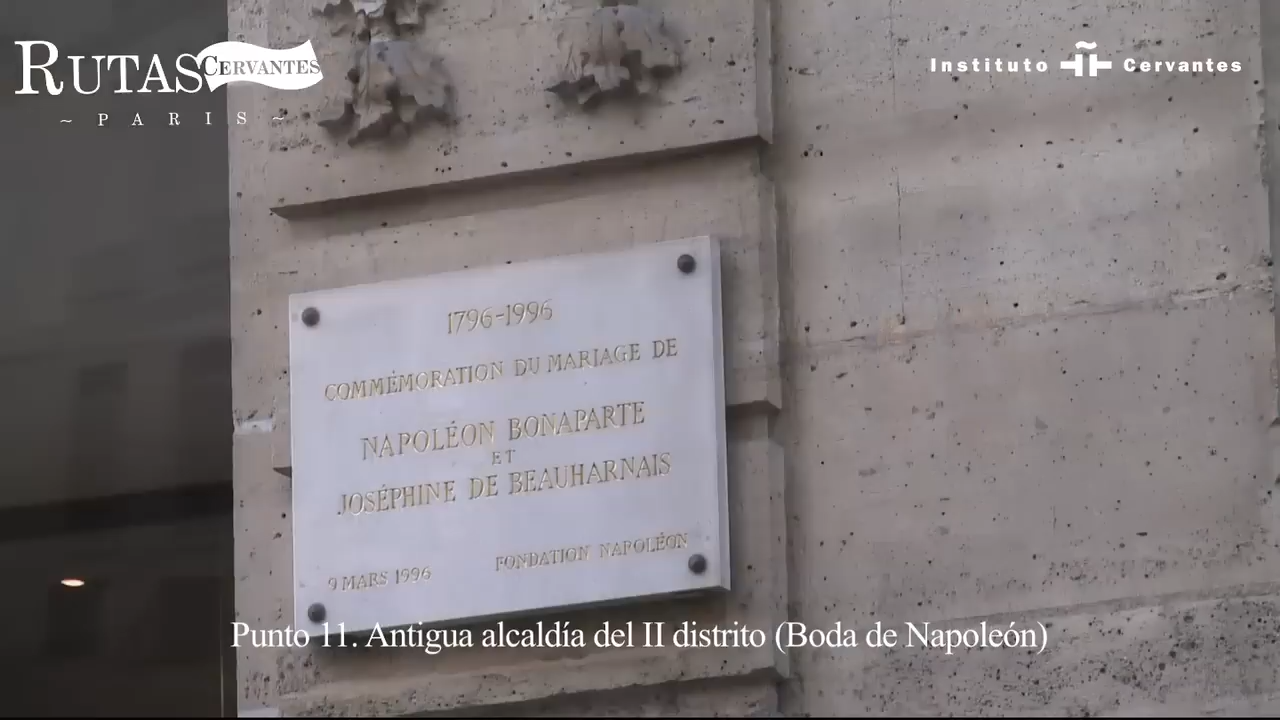 RUTAS CERVANTES
~ PARIS ~
Instituto Cervantes
1796-1996
COMMÉMORATION DU MARIAGE DE
NAPOLÉON BONAPARTE
ET
JOSÉPHINE DE BEAUHARNAIS
9 MARS 1996 FONDATION NAPOLÉON
Punto 11. Antigua alcaldía del II distrito (Boda de Napoleón)